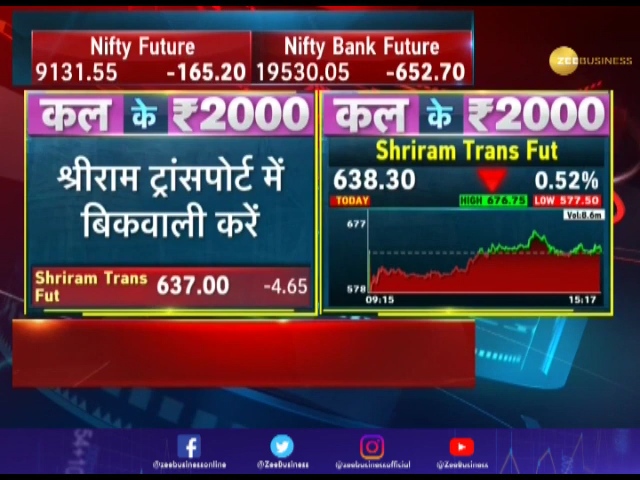 Nifty Future
9131.55 -165.20
Nifty Bank Future
19530.05 -652.70
ZEEBUSINESS
कल के ₹2000
श्रीराम ट्रांसपोर्ट में
बिकवाली करें
Shriram Trans
Fut
637.00 -4.65
कल के ₹2000
Shriram Trans Fut
638.30 0.52%
TODAY HIGH 676.75 LOW 577.50
Vol:8.6m
677
578
09:15 15:17
@zeebusinessonline
@ZeeBusiness
@zeebusinessofficial
@ZeeBusiness